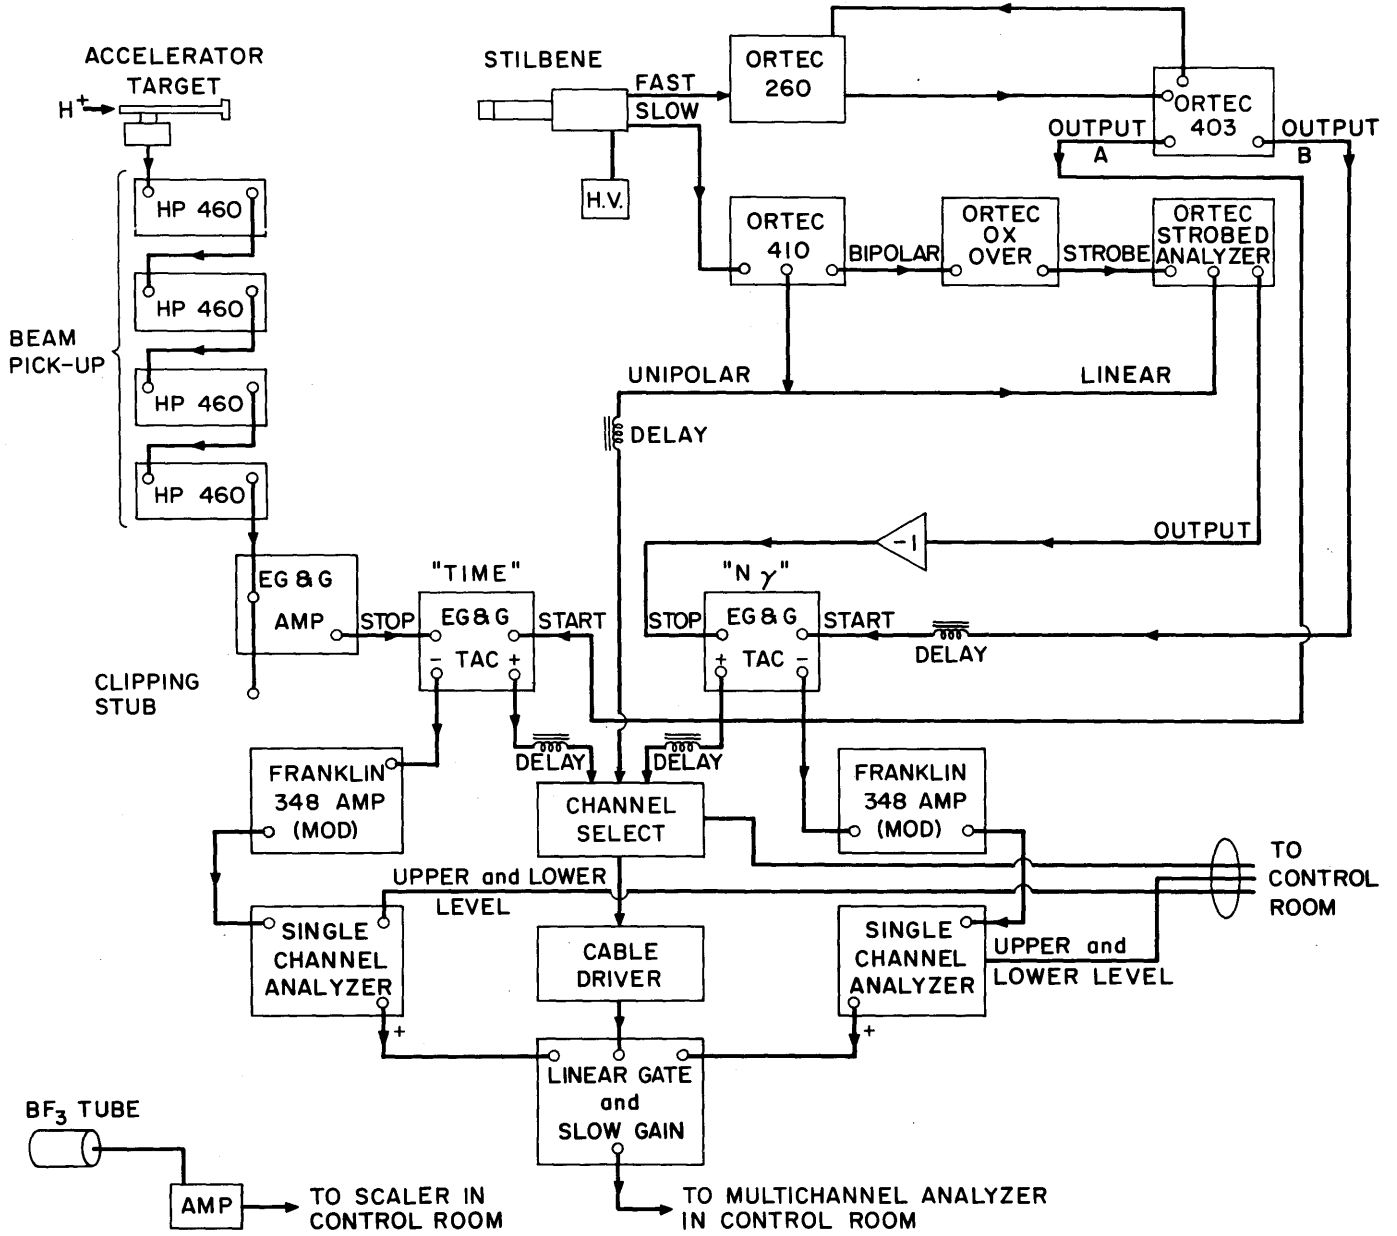 ACCELERATOR
TARGET
H+
STILBENE
FAST
SLOW
H.V.
ORTEC
260
ORTEC
403
OUTPUT
A
OUTPUT
B
BEAM
PICK-UP
HP 460
HP 460
HP 460
HP 460
ORTEC
410
BIPOLAR
ORTEC
OX
OVER
STROBE
ORTEC
STROBED
ANALYZER
UNIPOLAR
LINEAR
DELAY
OUTPUT
-1
EG & G
AMP
CLIPPING
STUB
STOP
"TIME"
EG & G
- TAC +
START
"N γ"
STOP
EG & G
+ TAC -
START
DELAY
DELAY
DELAY
FRANKLIN
348 AMP
(MOD)
CHANNEL
SELECT
FRANKLIN
348 AMP
(MOD)
TO
CONTROL
ROOM
UPPER and LOWER
LEVEL
SINGLE
CHANNEL
ANALYZER
+
CABLE
DRIVER
SINGLE
CHANNEL
ANALYZER
+
UPPER and
LOWER LEVEL
LINEAR GATE
and
SLOW GAIN
BF3 TUBE
AMP
TO SCALER IN
CONTROL ROOM
TO MULTICHANNEL ANALYZER
IN CONTROL ROOM